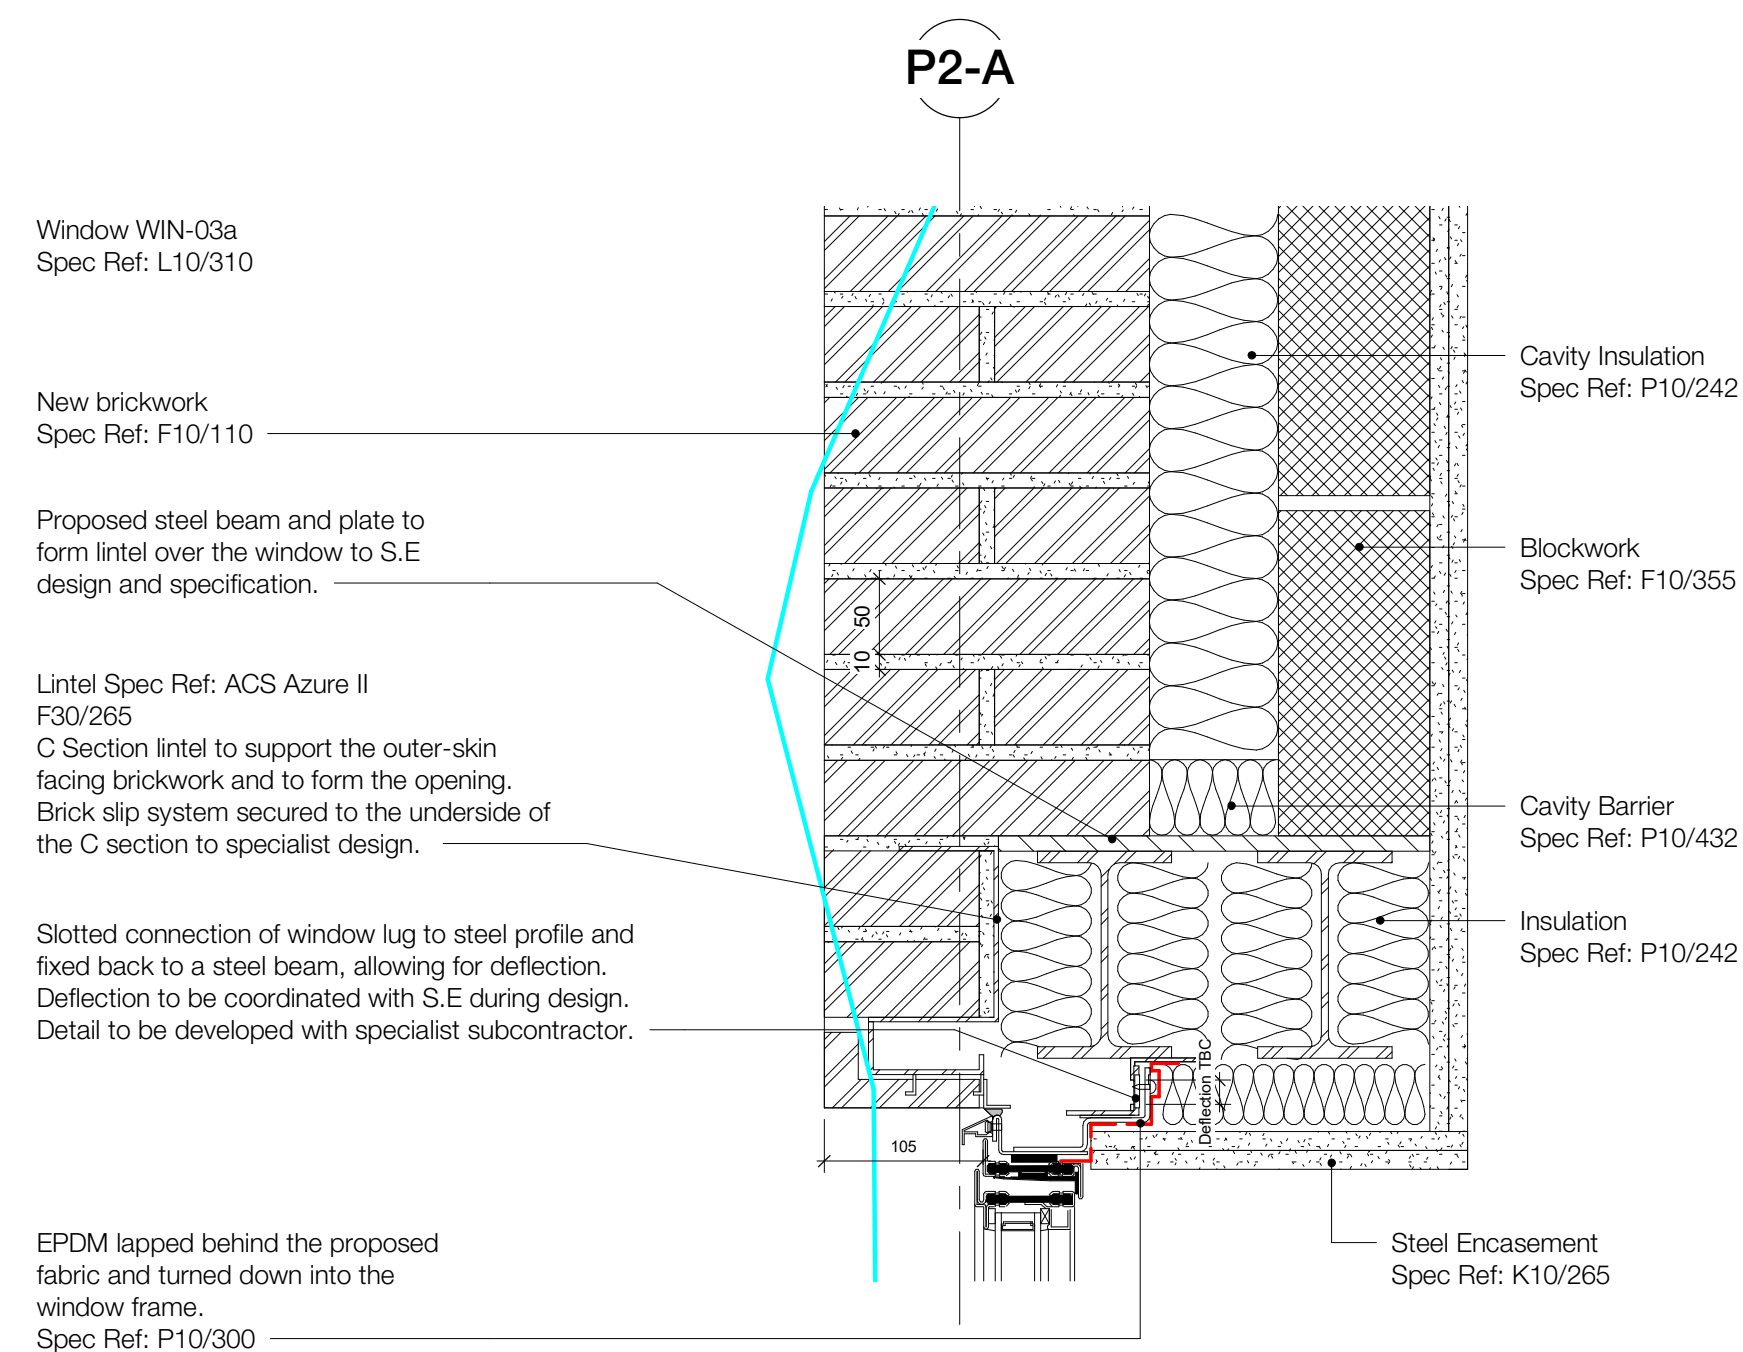 P2-A
Window WIN-03a
Spec Ref: L10/310
New brickwork
Spec Ref: F10/110
Proposed steel beam and plate to
form lintel over the window to S.E
design and specification.
Lintel Spec Ref: ACS Azure II
F30/265
C Section lintel to support the outer-skin
facing brickwork and to form the opening.
Brick slip system secured to the underside of
the C section to specialist design.
Slotted connection of window lug to steel profile and
fixed back to a steel beam, allowing for deflection.
Deflection to be coordinated with S.E during design.
Detail to be developed with specialist subcontractor.
EPDM lapped behind the proposed
fabric and turned down into the
window frame.
Spec Ref: P10/300
50
10
105
Deflection TBC
Cavity Insulation
Spec Ref: P10/242
Blockwork
Spec Ref: F10/355
Cavity Barrier
Spec Ref: P10/432
Insulation
Spec Ref: P10/242
Steel Encasement
Spec Ref: K10/265